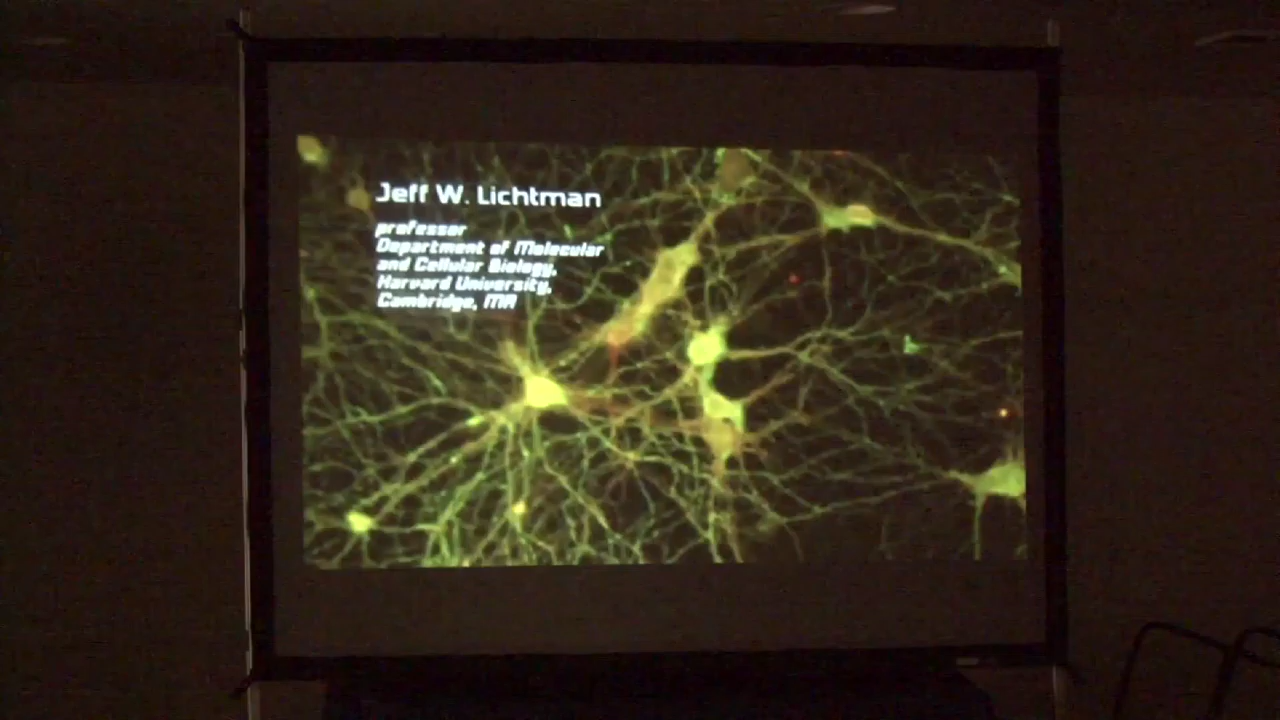 Jeff W. Lichtman
professor
Department of Molecular
and Cellular Biology,
Harvard University,
Cambridge, MA